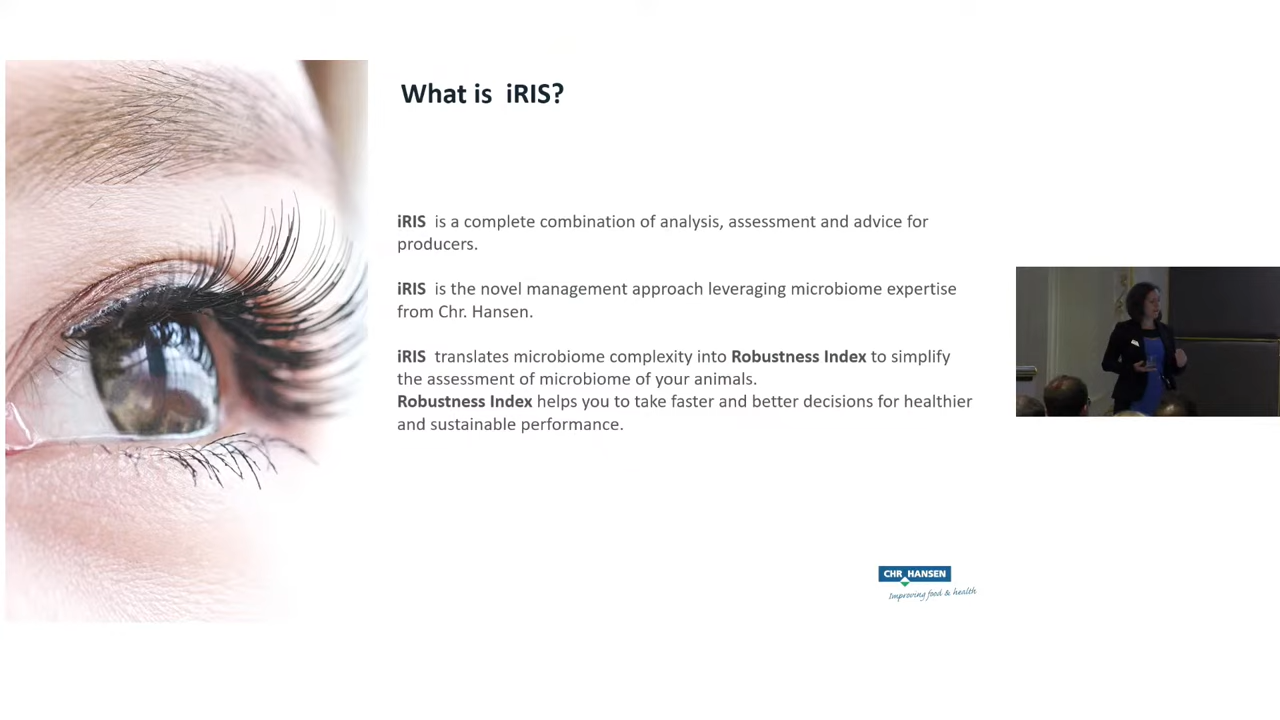 What is iRIS?
iRIS is a complete combination of analysis, assessment and advice for
producers.
iRIS is the novel management approach leveraging microbiome expertise
from Chr. Hansen.
iRIS translates microbiome complexity into Robustness Index to simplify
the assessment of microbiome of your animals.
Robustness Index helps you to take faster and better decisions for healthier
and sustainable performance.
CHR HANSEN
Improving food & health